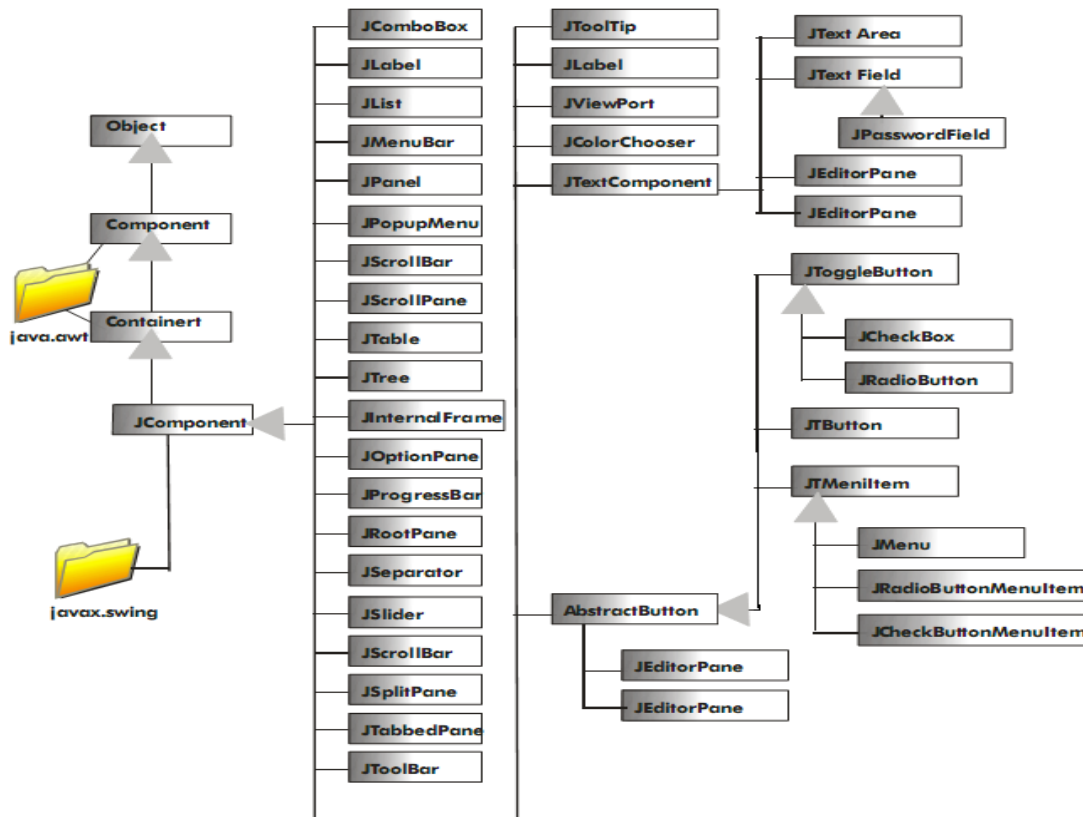 Object
Component
java.awt
Containert
JComponent
javax.swing
JComboBox
JLabel
JList
JMenuBar
JPanel
JPopupMenu
JScrollBar
JScrollPane
JTable
JTree
JInternalFrame
JOptionPane
JProgressBar
JRootPane
JSeparator
JSlider
JScrollBar
JSplitPane
JTabbedPane
JToolBar
JToolTip
JLabel
JViewPort
JColorChooser
JTextComponent
AbstractButton
JEditorPane
JEditorPane
JText Area
JText Field
JPasswordField
JEditorPane
JEditorPane
JToggleButton
JCheckBox
JRadioButton
JTButton
JTMeniItem
JMenu
JRadioButtonMenuItem
JCheckButtonMenuItem